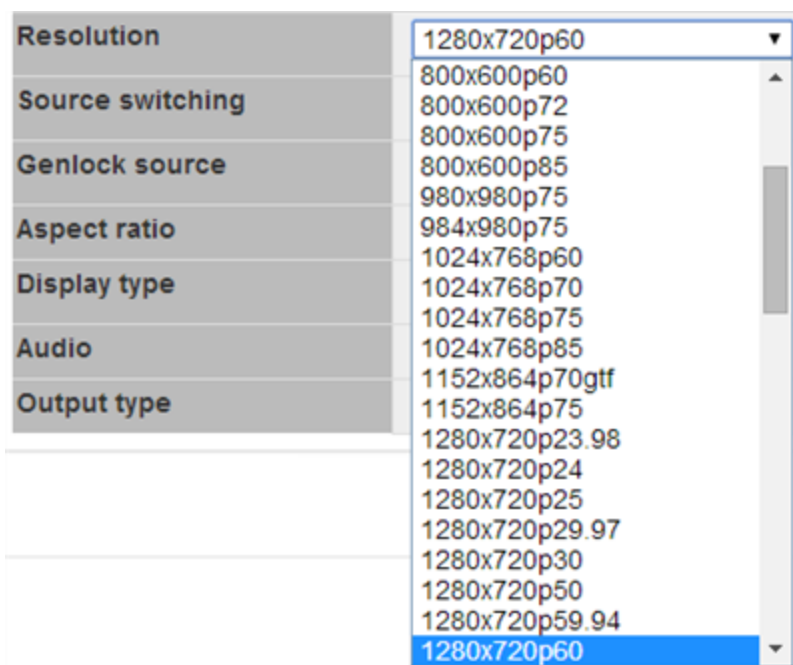 Resolution
1280x720p60
Source switching
Genlock source
Aspect ratio
Display type
Audio
Output type
800x600p60
800x600p72
800x600p75
800x600p85
980x980p75
984x980p75
1024x768p60
1024x768p70
1024x768p75
1024x768p85
1152x864p70gtf
1152x864p75
1280x720p23.98
1280x720p24
1280x720p25
1280x720p29.97
1280x720p30
1280x720p50
1280x720p59.94
1280x720p60